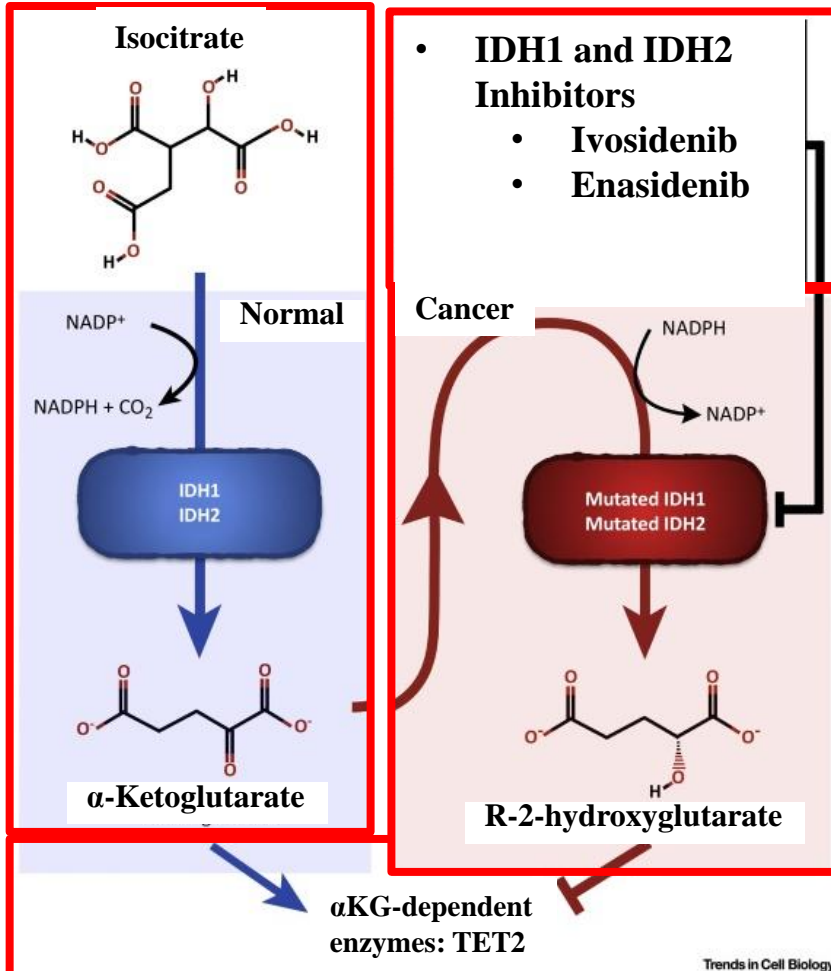 Isocitrate
• IDH1 and IDH2
Inhibitors
• Ivosidenib
• Enasidenib
O
O
H
H
O
O
H
O
O
O
H
O
Normal
NADP⁺
NADPH + CO₂
IDH1
IDH2
O
O
O⁻
O⁻
O
α-Ketoglutarate
Cancer
NADPH
NADP⁺
Mutated IDH1
Mutated IDH2
O
O
O⁻
O⁻
O
H
R-2-hydroxyglutarate
αKG-dependent
enzymes: TET2
Trends in Cell Biology